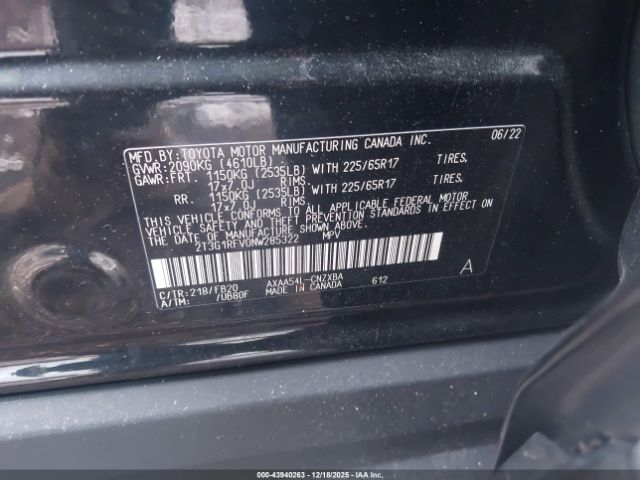 MFD.BY:TOYOTA MOTOR MANUFACTURING CANADA INC. 06/22
GVWR:2090KG (4610LB)
GAWR:FRT. 1150KG (2535LB) WITH 225/65R17 TIRES,
17x7.0J RIMS
RR. 1150KG (2535LB) WITH 225/65R17 TIRES,
17x7.0J RIMS
THIS VEHICLE CONFORMS TO ALL APPLICABLE FEDERAL MOTOR
VEHICLE SAFETY AND THEFT PREVENTION STANDARDS IN
EFFECT ON THE DATE OF MANUFACTURE SHOWN ABOVE.
2T3G1RFV0NW285322 MPV
A
C/TR:218/FB20 AXAA54L-CNZXBA 612
A/TM: /UB80F MADE IN CANADA
000-43940263 - 12/18/2025 - IAAI.COM